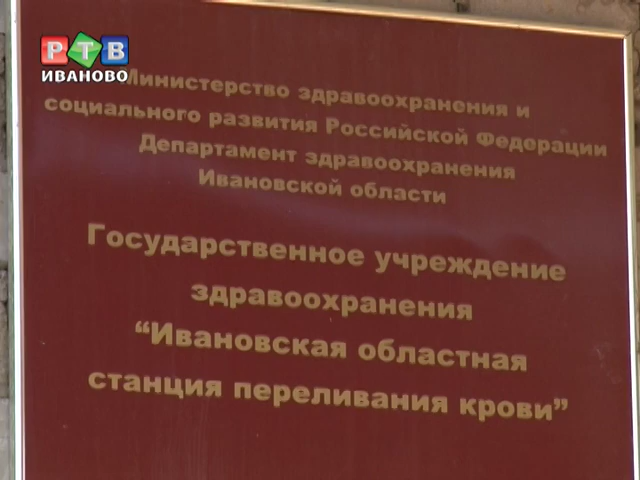 РТВ
ИВАНОВО
Министерство здравоохранения и
социального развития Российской Федерации
Департамент здравоохранения
Ивановской области
Государственное учреждение
здравоохранения
“Ивановская областная
станция переливания крови”